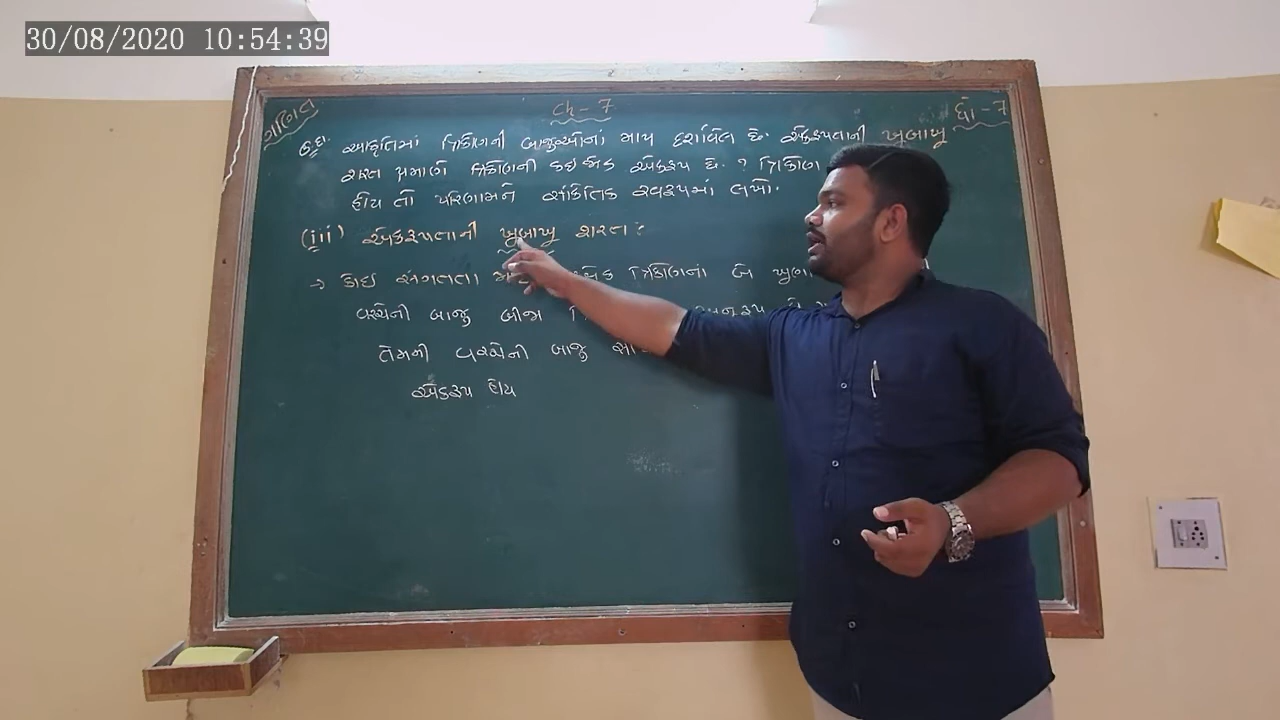 30/08/2020 10:54:39
ગણિત
Ch - 7
ધો - 7
ઉ.દા. આકૃતિમાં ત્રિકોણની બાજુઓનાં માપ દર્શાવેલ છે. એકરૂપતાની ખૂબાખૂ
શરત પ્રમાણે ત્રિકોણની કઈ જોડ એકરૂપ છે. ? ત્રિકોણ
હોય તો પરિણામને સાંકેતિક સ્વરૂપમાં લખો.
(iii) એકરૂપતાની ખૂબાખૂ શરત :
→ કોઈ સંગતતા ત્રિકોણનાં બે ખૂણા
વચ્ચેની બાજુ બીજા
તેમની વચ્ચેની બાજુ
એકરૂપ હોય